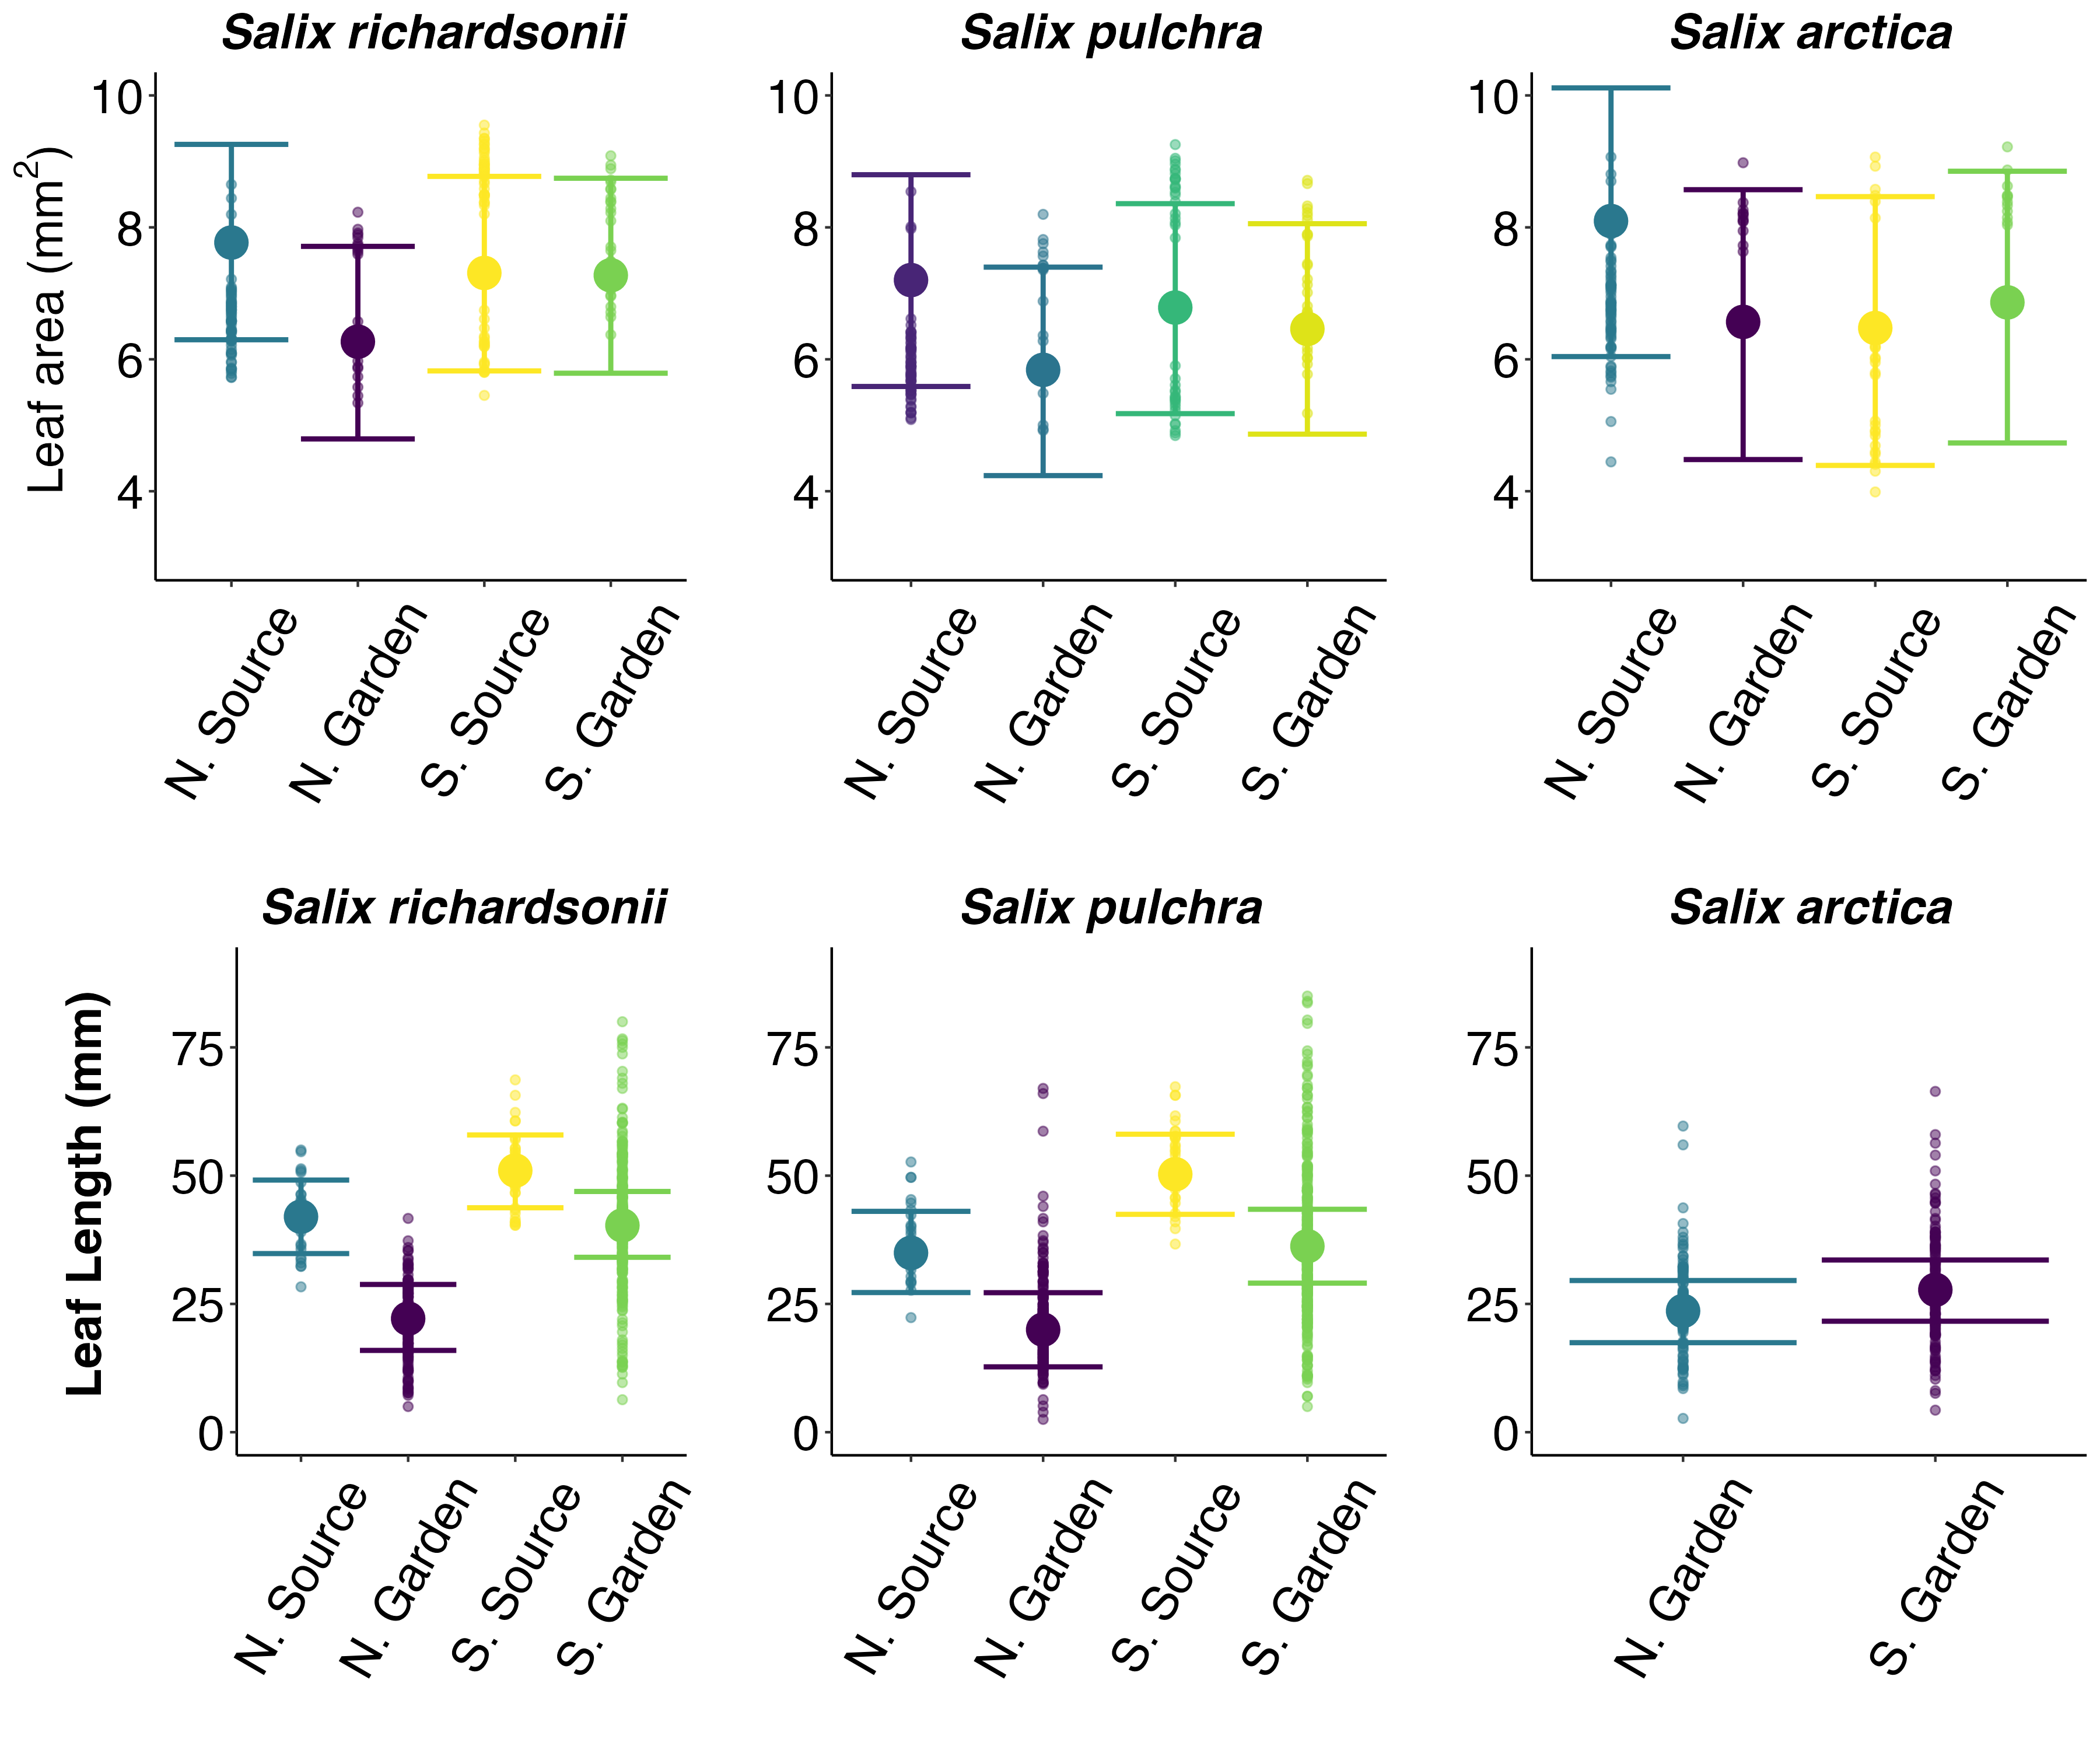 Salix richardsonii
Salix pulchra
Salix arctica
Leaf area (mm2)
10
8
6
4
10
8
6
4
10
8
6
4
N. Source
N. Garden
S. Source
S. Garden
N. Source
N. Garden
S. Source
S. Garden
N. Source
N. Garden
S. Source
S. Garden
Salix richardsonii
Salix pulchra
Salix arctica
Leaf Length (mm)
75
50
25
0
75
50
25
0
75
50
25
0
N. Source
N. Garden
S. Source
S. Garden
N. Source
N. Garden
S. Source
S. Garden
N. Garden
S. Garden